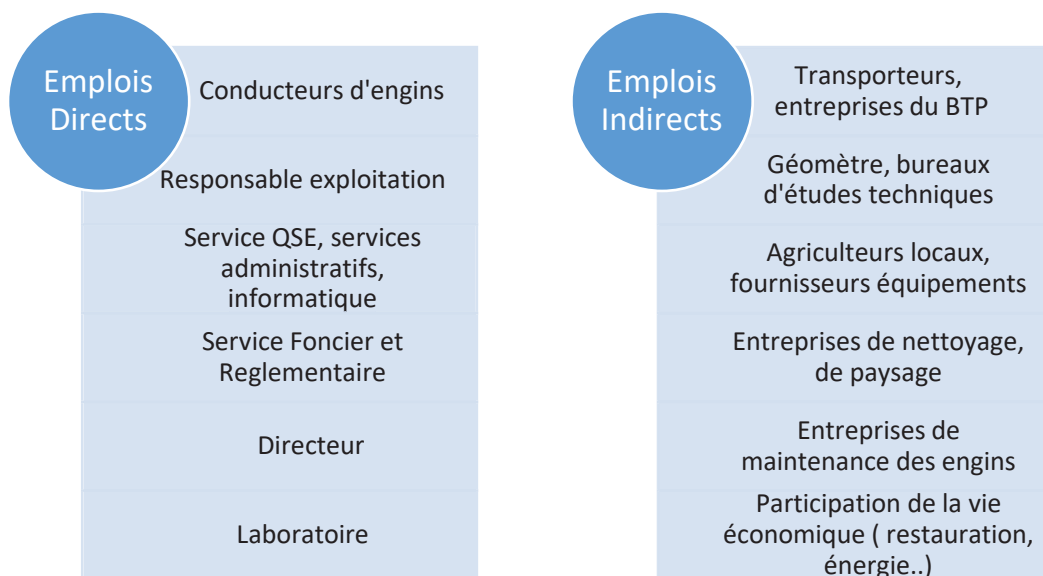 Emplois
Directs
Conducteurs d'engins
Responsable exploitation
Service QSE, services
administratifs,
informatique
Service Foncier et
Reglementaire
Directeur
Laboratoire
Emplois
Indirects
Transporteurs,
entreprises du BTP
Géomètre, bureaux
d'études techniques
Agriculteurs locaux,
fournisseurs équipements
Entreprises de nettoyage,
de paysage
Entreprises de
maintenance des engins
Participation de la vie
économique ( restauration,
énergie..)